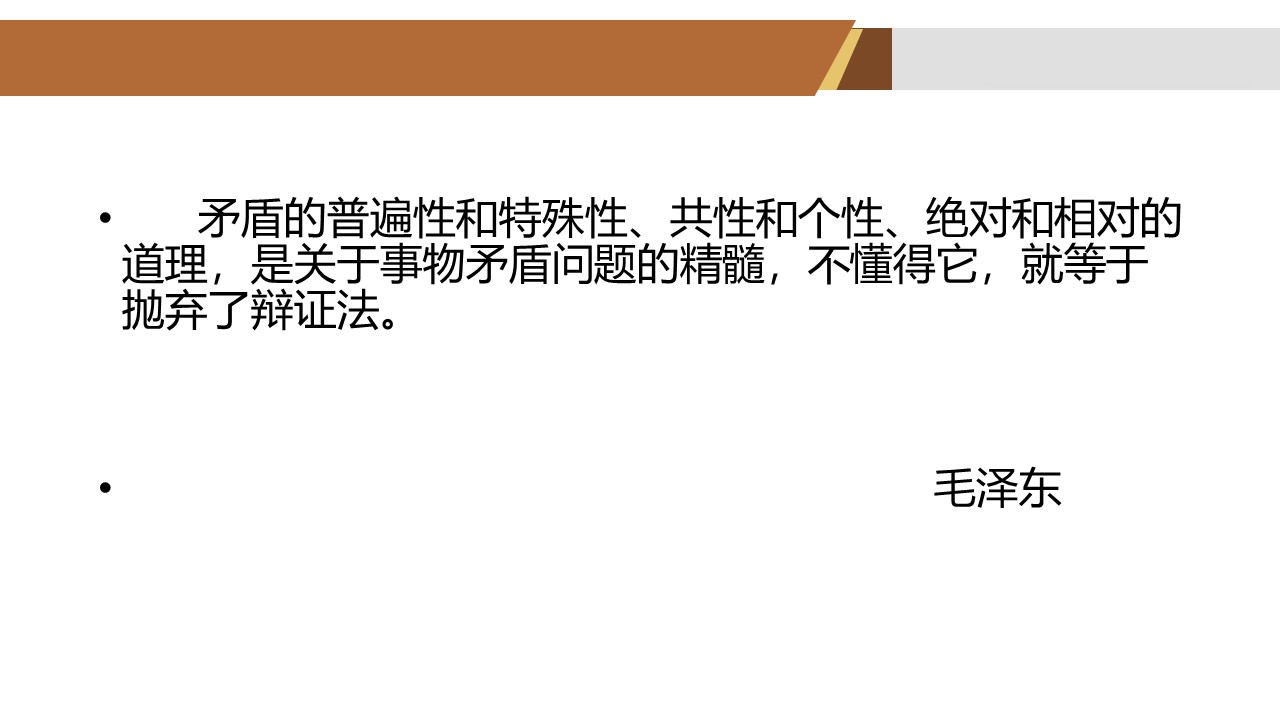 • 矛盾的普遍性和特殊性、共性和个性、绝对和相对的
道理，是关于事物矛盾问题的精髓，不懂得它，就等于
抛弃了辩证法。
• 毛泽东